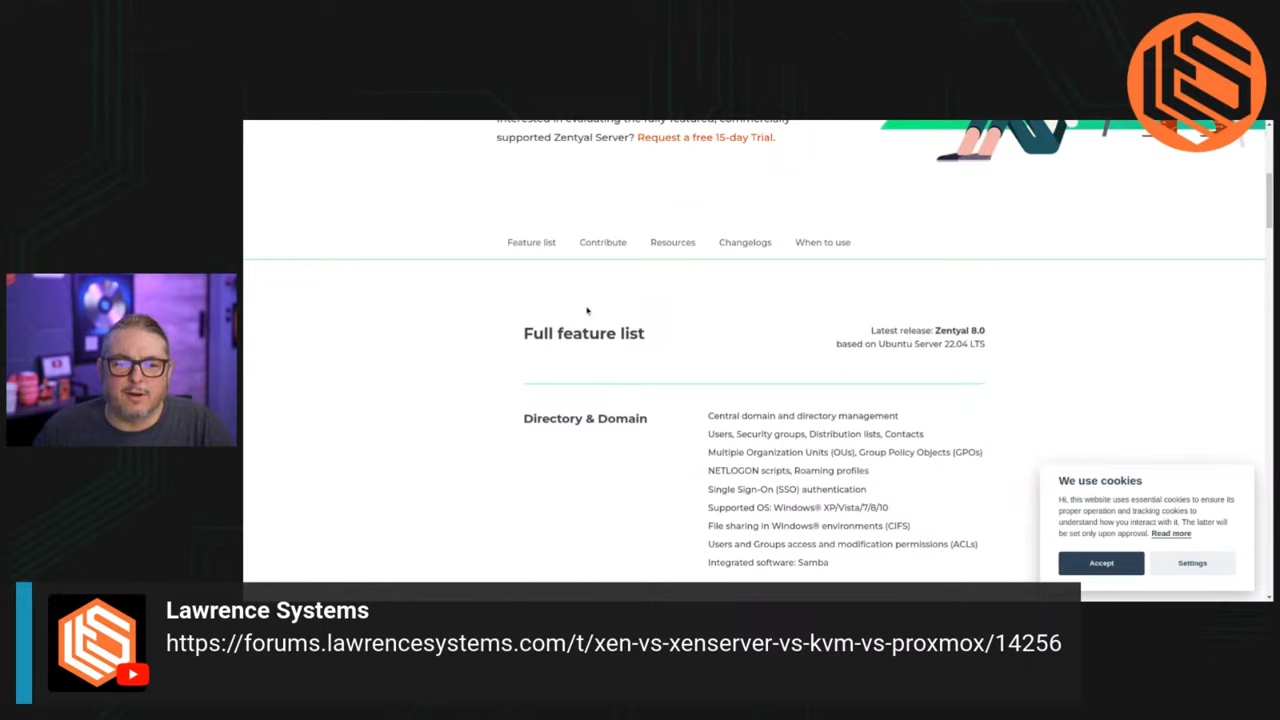 interested in evaluating the fully featured, commercially
supported Zentyal Server? Request a free 15-day Trial.
Feature list
Contribute
Resources
Changelogs
When to use
Full feature list
Latest release: Zentyal 8.0
based on Ubuntu Server 22.04 LTS
Directory & Domain
Central domain and directory management
Users, Security groups, Distribution lists, Contacts
Multiple Organization Units (OUs), Group Policy Objects (GPOs)
NETLOGON scripts, Roaming profiles
Single Sign-On (SSO) authentication
Supported OS: Windows® XP/Vista/7/8/10
File sharing in Windows® environments (CIFS)
Users and Groups access and modification permissions (ACLs)
Integrated software: Samba
We use cookies
Hi, this website uses essential cookies to ensure its
proper operation and tracking cookies to
understand how you interact with it. The latter will
be set only upon approval. Read more
Accept
Settings
Lawrence Systems
https://forums.lawrencesystems.com/t/xen-vs-xenserver-vs-kvm-vs-proxmox/14256